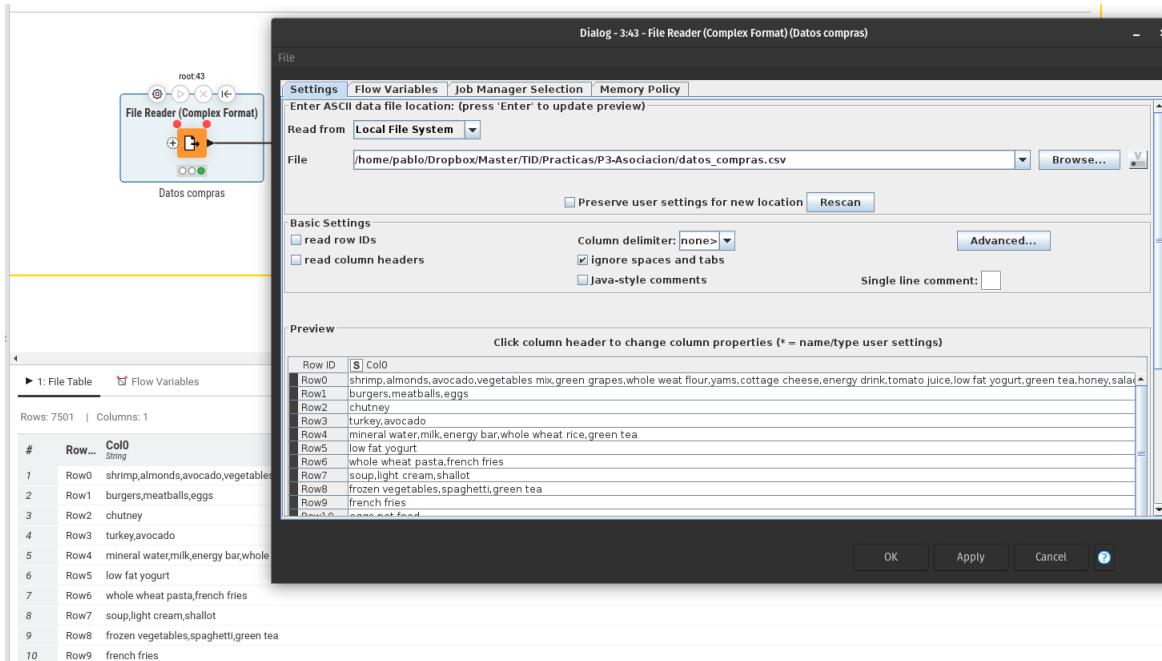 root:43
File Reader (Complex Format)
Datos compras
Dialog - 3:43 - File Reader (Complex Format) (Datos compras)
File
Settings Flow Variables Job Manager Selection Memory Policy
Enter ASCII data file location: (press 'Enter' to update preview)
Read from Local File System
File /home/pablo/Dropbox/Master/TID/Practicas/P3-Asociacion/datos_compras.csv Browse... V
Preserve user settings for new location Rescan
Basic Settings
read row IDs Column delimiter: none> Advanced...
read column headers ignore spaces and tabs
Java-style comments Single line comment:
Preview
Click column header to change column properties (* = name/type user settings)
Row ID S Col0
Row0 shrimp,almonds,avocado,vegetables mix,green grapes,whole weat flour,yams,cottage cheese,energy drink,tomato juice,low fat yogurt,green tea,honey,salad
Row1 burgers,meatballs,eggs
Row2 chutney
Row3 turkey,avocado
Row4 mineral water,milk,energy bar,whole wheat rice,green tea
Row5 low fat yogurt
Row6 whole wheat pasta,french fries
Row7 soup,light cream,shallot
Row8 frozen vegetables,spaghetti,green tea
Row9 french fries
Row10 eggs,pet food
OK Apply Cancel ?
1: File Table Flow Variables
Rows: 7501 | Columns: 1
# Row... Col0
String
1 Row0 shrimp,almonds,avocado,vegetables
2 Row1 burgers,meatballs,eggs
3 Row2 chutney
4 Row3 turkey,avocado
5 Row4 mineral water,milk,energy bar,whole
6 Row5 low fat yogurt
7 Row6 whole wheat pasta,french fries
8 Row7 soup,light cream,shallot
9 Row8 frozen vegetables,spaghetti,green tea
10 Row9 french fries